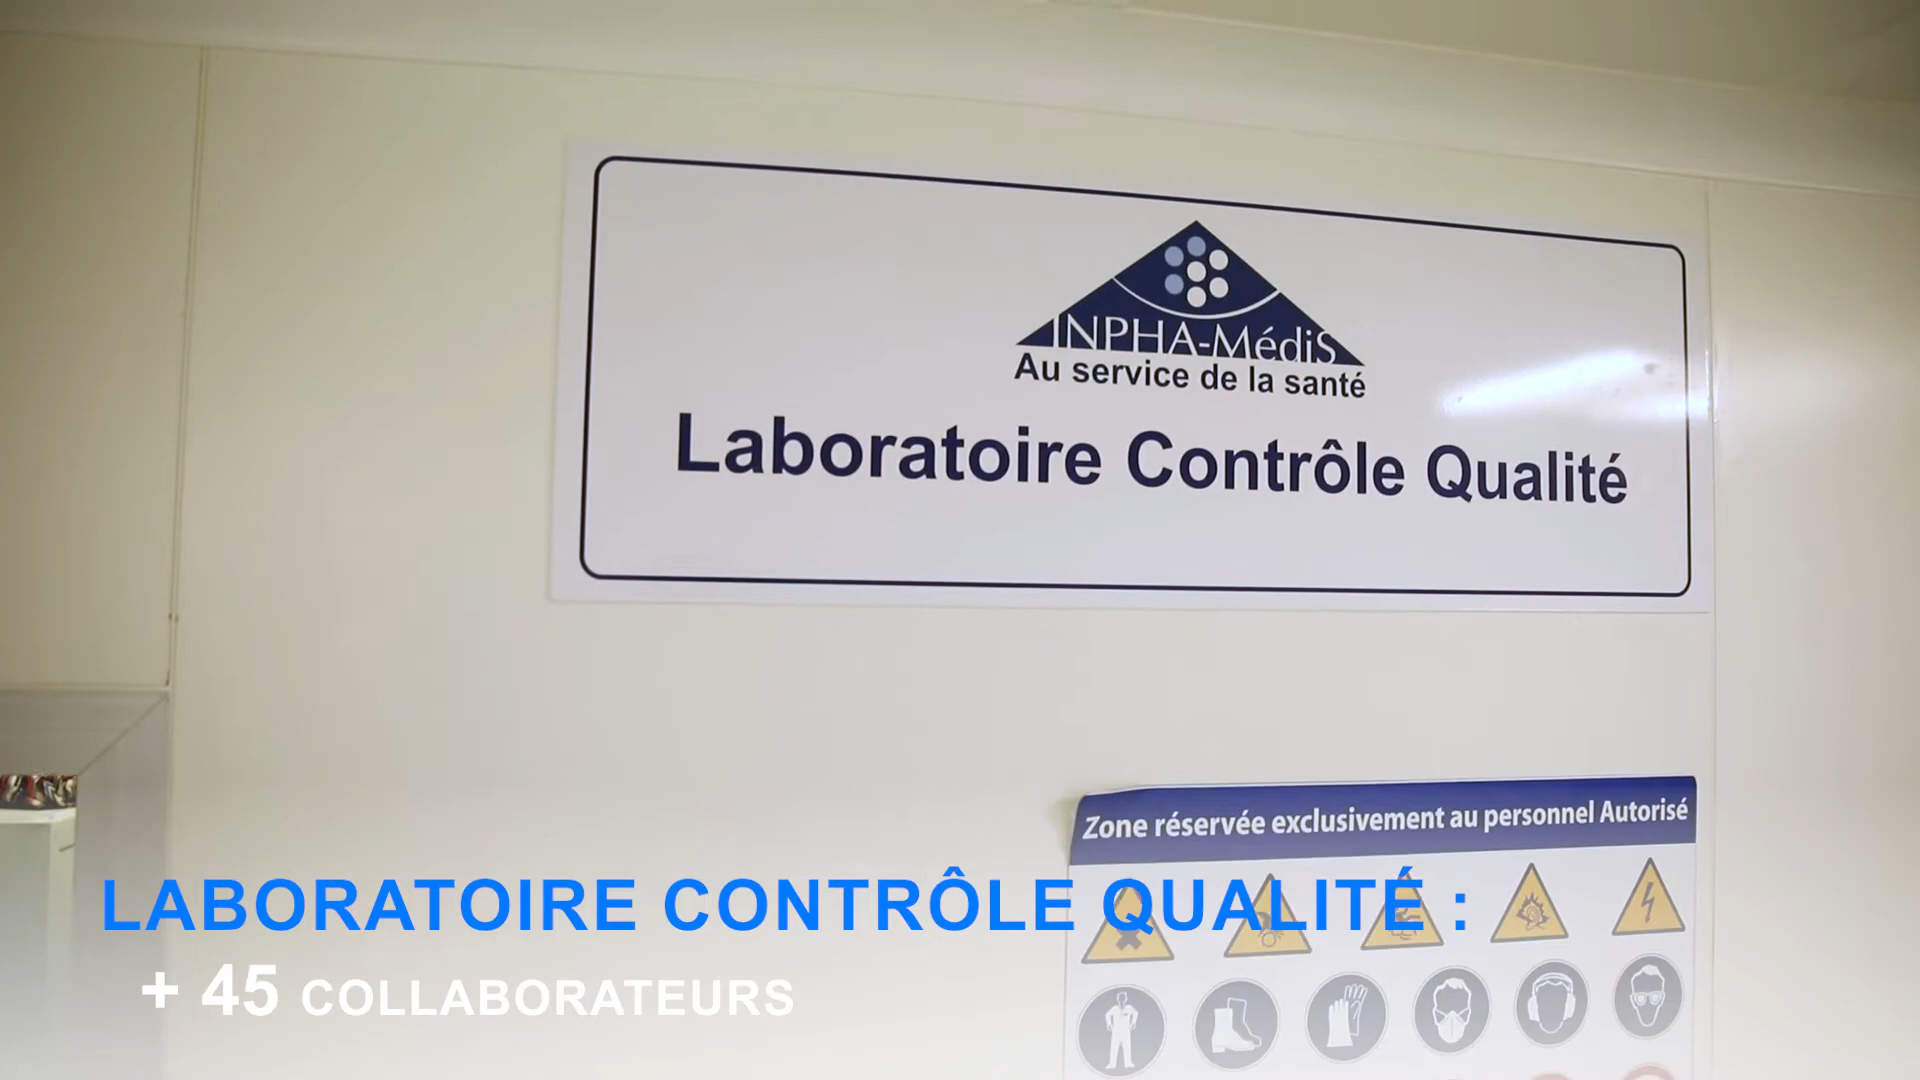 INPHA-MédiS
Au service de la santé
Laboratoire Contrôle Qualité
Zone réservée exclusivement au personnel Autorisé
LABORATOIRE CONTRÔLE QUALITÉ :
+ 45 COLLABORATEURS